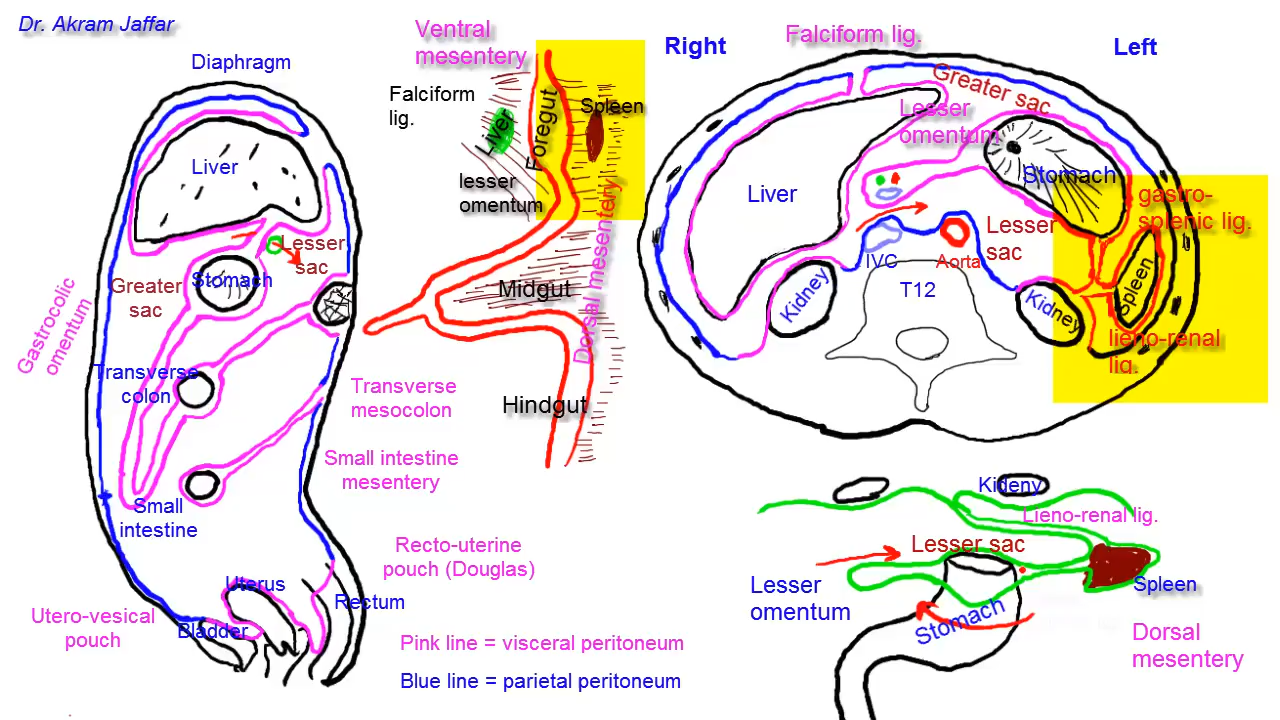 Dr. Akram Jaffar
Diaphragm
Liver
Lesser
sac
Stomach
Greater
sac
Gastrocolic
omentum
Transverse
colon
Transverse
mesocolon
Small intestine
mesentery
Small
intestine
Recto-uterine
pouch (Douglas)
Uterus
Rectum
Utero-vesical
pouch
Bladder
Pink line = visceral peritoneum
Blue line = parietal peritoneum
Ventral
mesentery
Falciform
lig.
Liver
Foregut
Spleen
lesser
omentum
Dorsal mesentery
Midgut
Hindgut
Right
Falciform lig.
Left
Greater sac
Lesser
omentum
Stomach
Liver
gastro-
splenic lig.
Lesser
sac
IVC
Aorta
T12
Kidney
Kidney
Spleen
lieno-renal
lig.
Kideny
Lieno-renal lig.
Lesser sac
Lesser
omentum
Spleen
Stomach
Dorsal
mesentery